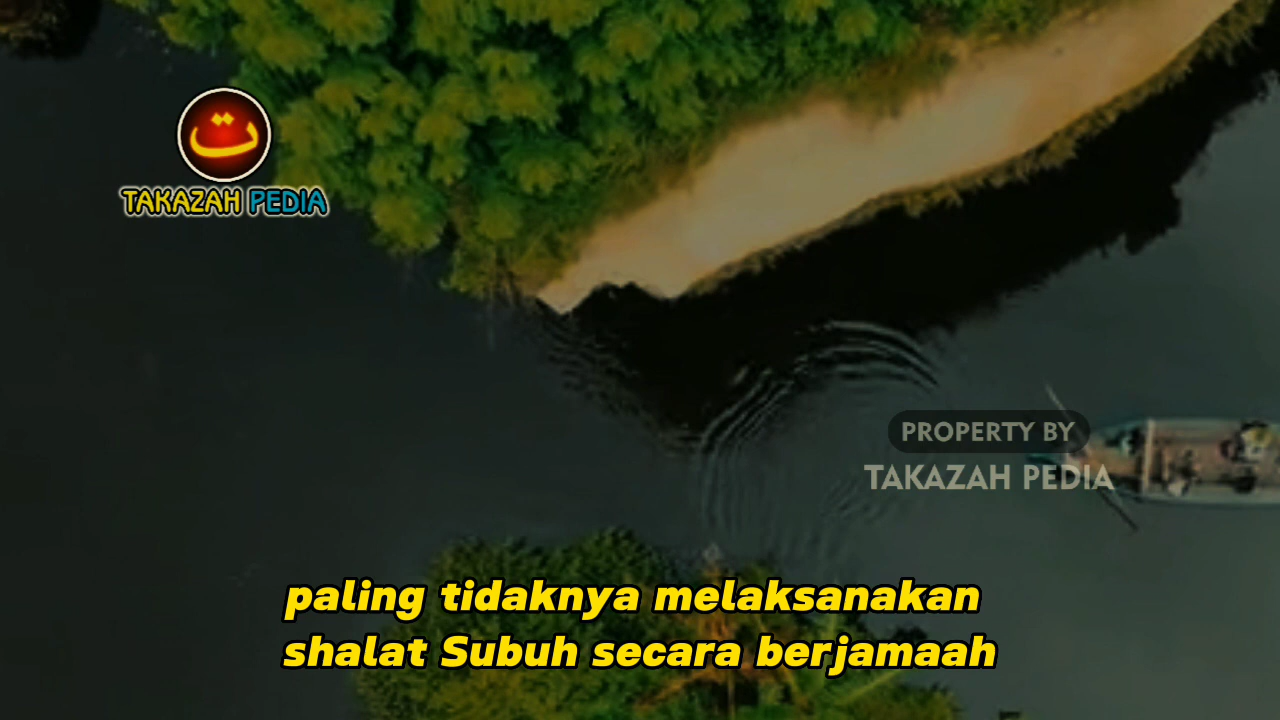 ت
TAKAZAH PEDIA
PROPERTY BY
TAKAZAH PEDIA
paling tidaknya melaksanakan
shalat Subuh secara berjamaah